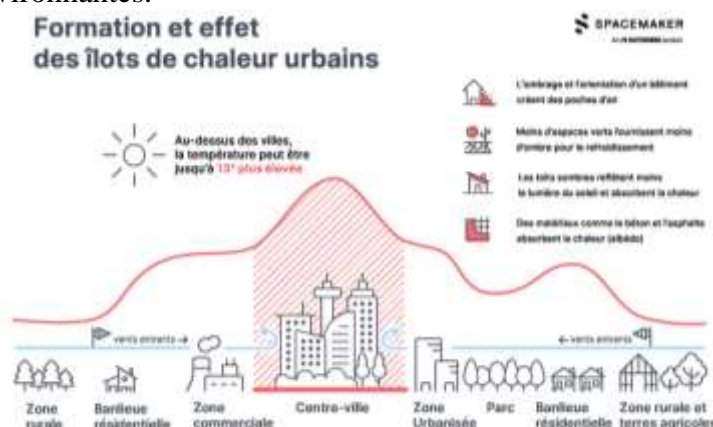 vironnantes.
Formation et effet
des îlots de chaleur urbains
SPACEMAKER
L'ombrage et l'orientation d'un bâtiment
créent des poches d'air
Au-dessus des villes,
la température peut être
jusqu'à 13° plus élevée
Moins d'espaces verts fournissent moins
d'ombre pour le refroidissement
Les toits sombres reflètent moins
la lumière du soleil et absorbent la chaleur
Des matériaux comme le béton et l'asphalte
absorbent la chaleur (albédo)
vents entrants
vents entrants
Zone
rurale
Banlieue
résidentielle
Zone
commerciale
Centre-ville
Zone
Urbanisée
Parc
Banlieue
résidentielle
Zone rurale et
terres agricoles